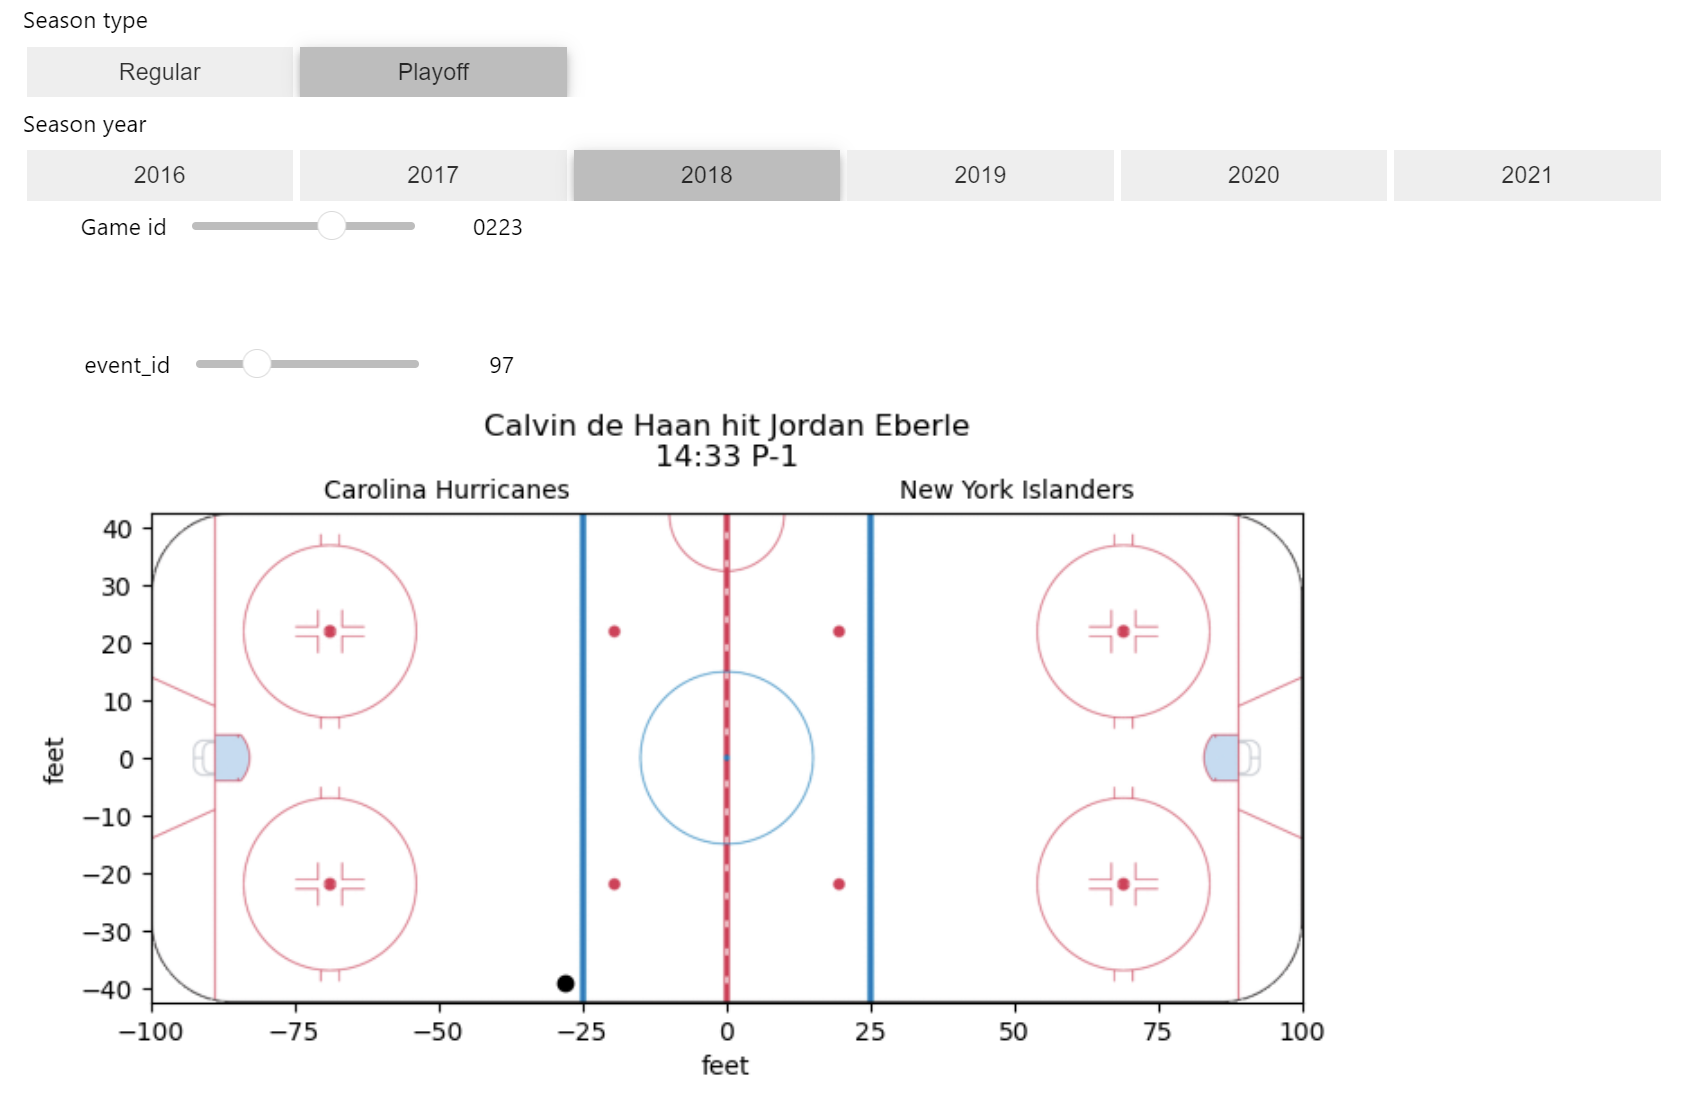 Season type
Regular Playoff
Season year
2016 2017 2018 2019 2020 2021
Game id 0223
event_id 97
Calvin de Haan hit Jordan Eberle
14:33 P-1
Carolina Hurricanes New York Islanders
40
30
20
10
0
−10
−20
−30
−40
feet
−100 −75 −50 −25 0 25 50 75 100
feet